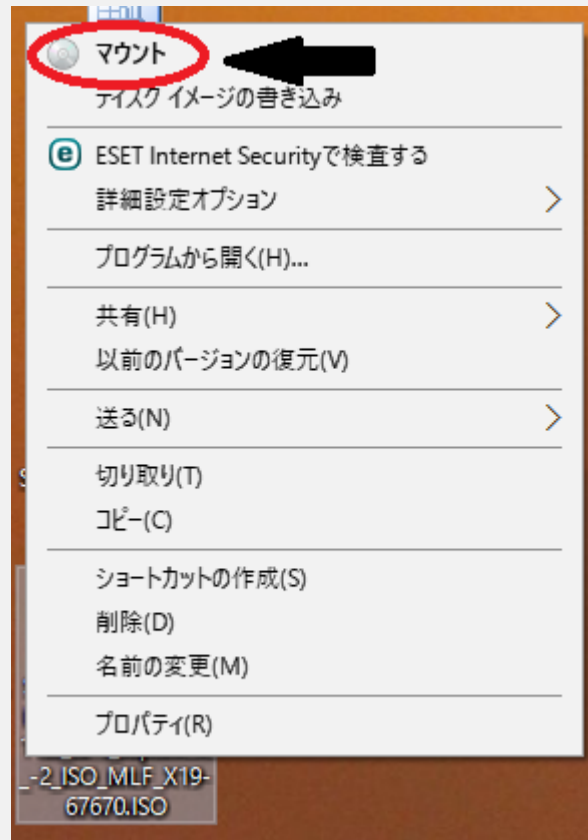 マウント
ディスク イメージの書き込み
ESET Internet Securityで検査する
詳細設定オプション
プログラムから開く(H)...
共有(H)
以前のバージョンの復元(V)
送る(N)
切り取り(T)
コピー(C)
ショートカットの作成(S)
削除(D)
名前の変更(M)
プロパティ(R)
_-2_ISO_MLF_X19-
67670.ISO